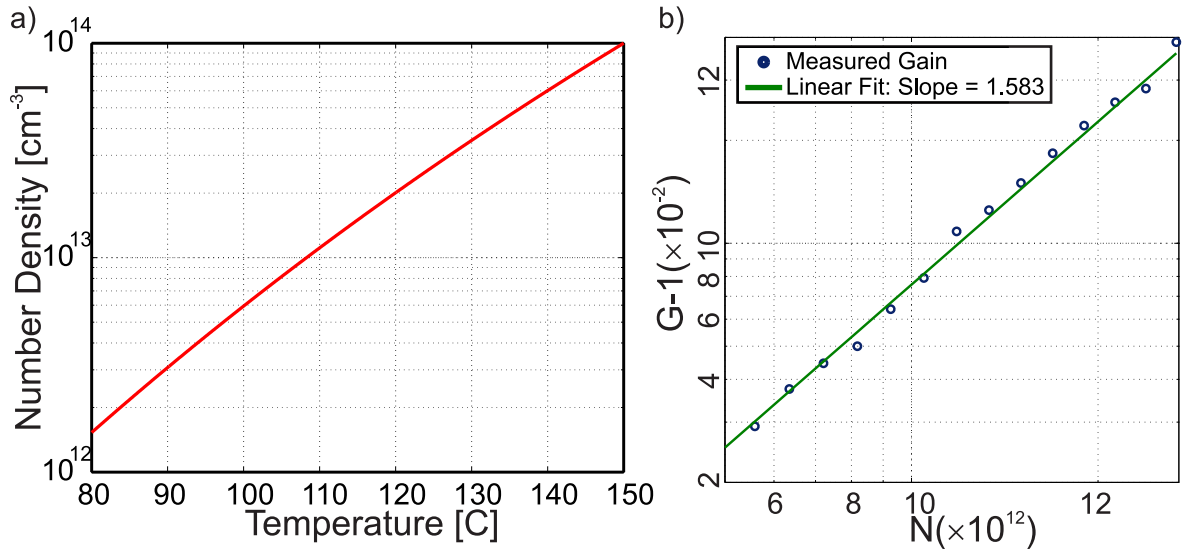 a)
10^14
10^13
10^12
Number Density [cm^-3]
80 90 100 110 120 130 140 150
Temperature [C]
b)
Measured Gain
Linear Fit: Slope = 1.583
12
10
8
6
4
2
G-1(×10^-2)
6 8 10 12
N(×10^12)